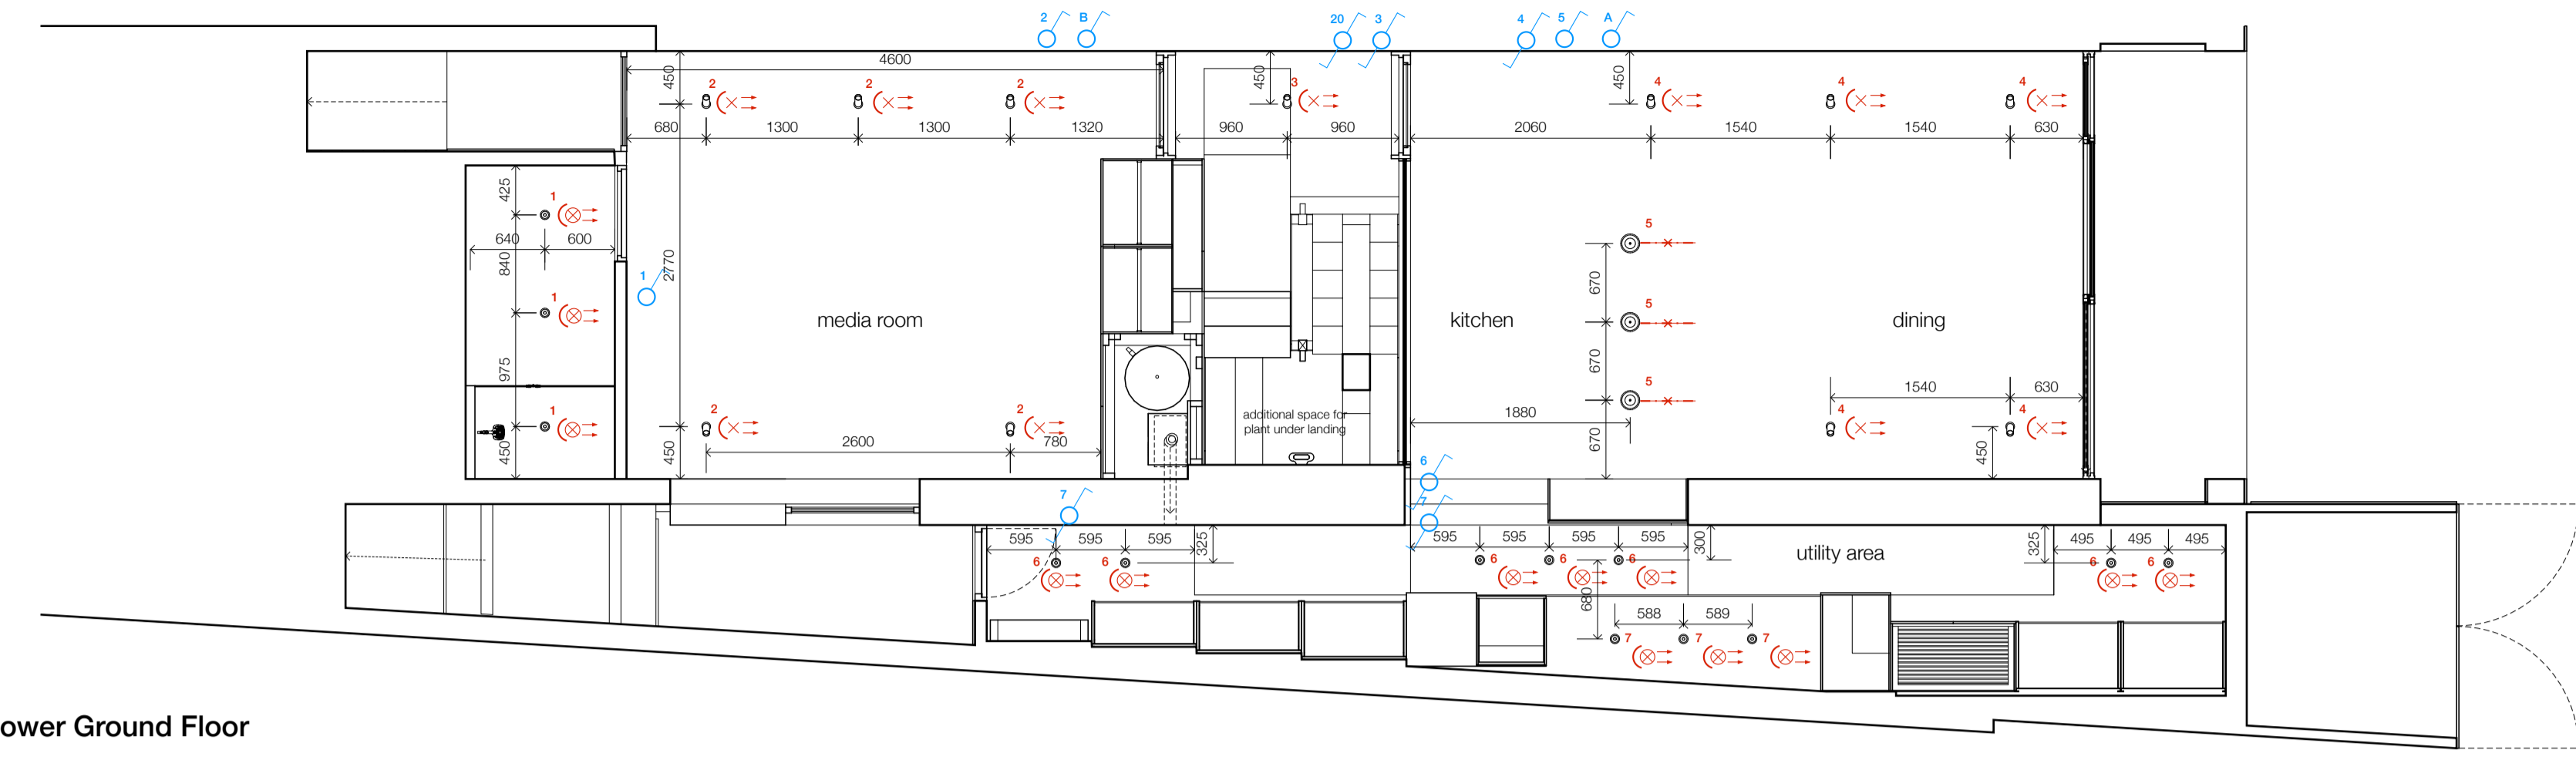 2 B 20 3 4 5 A
4600
450 2 2 2 450 3 450 4 4 4
680 1300 1300 1320 960 960 2060 1540 1540 630
425 1
640 600
840
1
2770
1
975
1
450
5
670
5
670
5
670
media room
kitchen
dining
additional space for
plant under landing
1540 630
1880
2 2 4 4
2600 780
450
450
6
7
7
595 595 595 325
595 595 595 595 300
utility area
325 495 495 495
6 6 6 6 6 6 6
680
588 589
7 7 7
ower Ground Floor